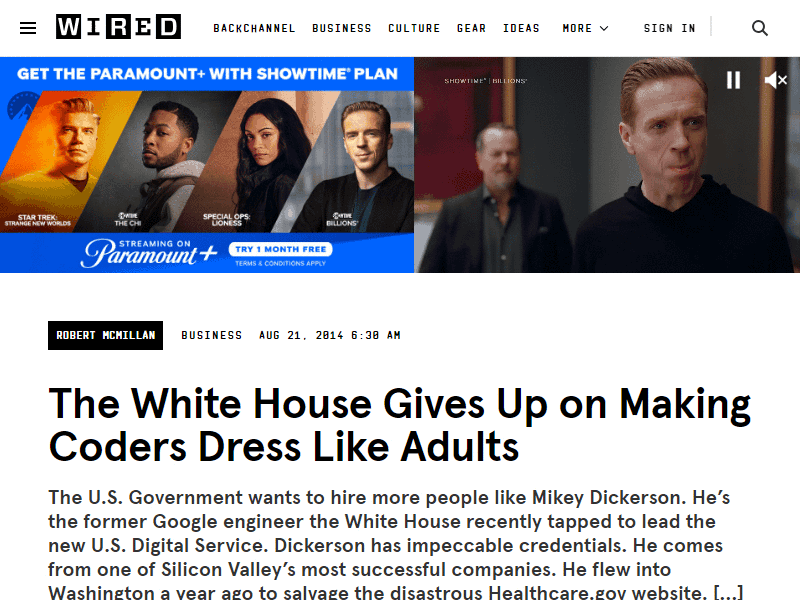 WIRED
BACKCHANNEL BUSINESS CULTURE GEAR IDEAS MORE SIGN IN
GET THE PARAMOUNT+ WITH SHOWTIME® PLAN
STAR TREK:
STRANGE NEW WORLDS
SHOWTIME
THE CHI
SPECIAL OPS:
LIONESS
SHOWTIME
BILLIONS®
STREAMING ON
Paramount+
TRY 1 MONTH FREE
TERMS & CONDITIONS APPLY
SHOWTIME® | BILLIONS®
ROBERT MCMILLAN BUSINESS AUG 21, 2014 6:30 AM
The White House Gives Up on Making
Coders Dress Like Adults
The U.S. Government wants to hire more people like Mikey Dickerson. He’s
the former Google engineer the White House recently tapped to lead the
new U.S. Digital Service. Dickerson has impeccable credentials. He comes
from one of Silicon Valley’s most successful companies. He flew into
Washington a year ago to salvage the disastrous Healthcare.gov website. […]